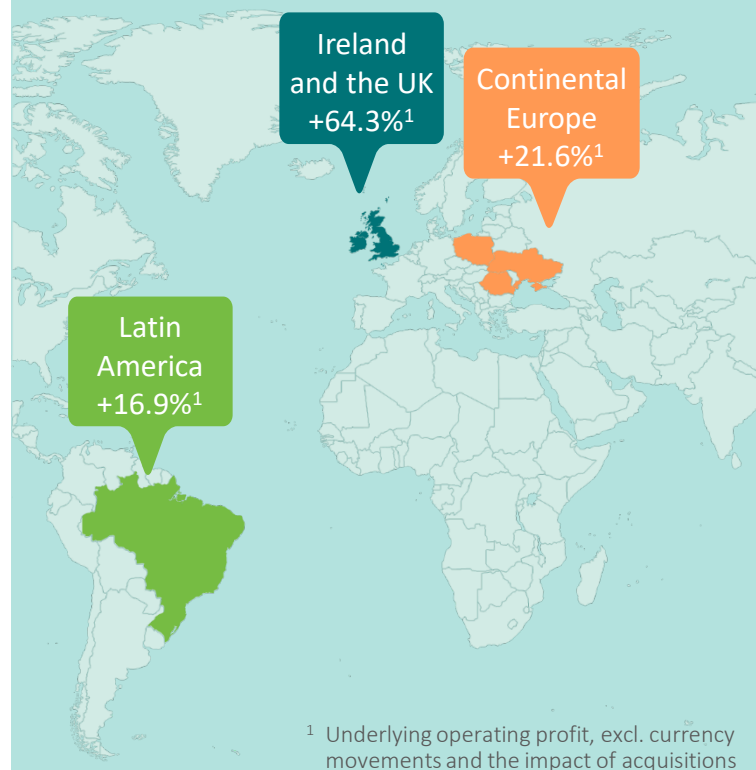 Ireland
and the UK
+64.3%¹
Continental
Europe
+21.6%¹
Latin
America
+16.9%¹
¹ Underlying operating profit, excl. currency
movements and the impact of acquisitions